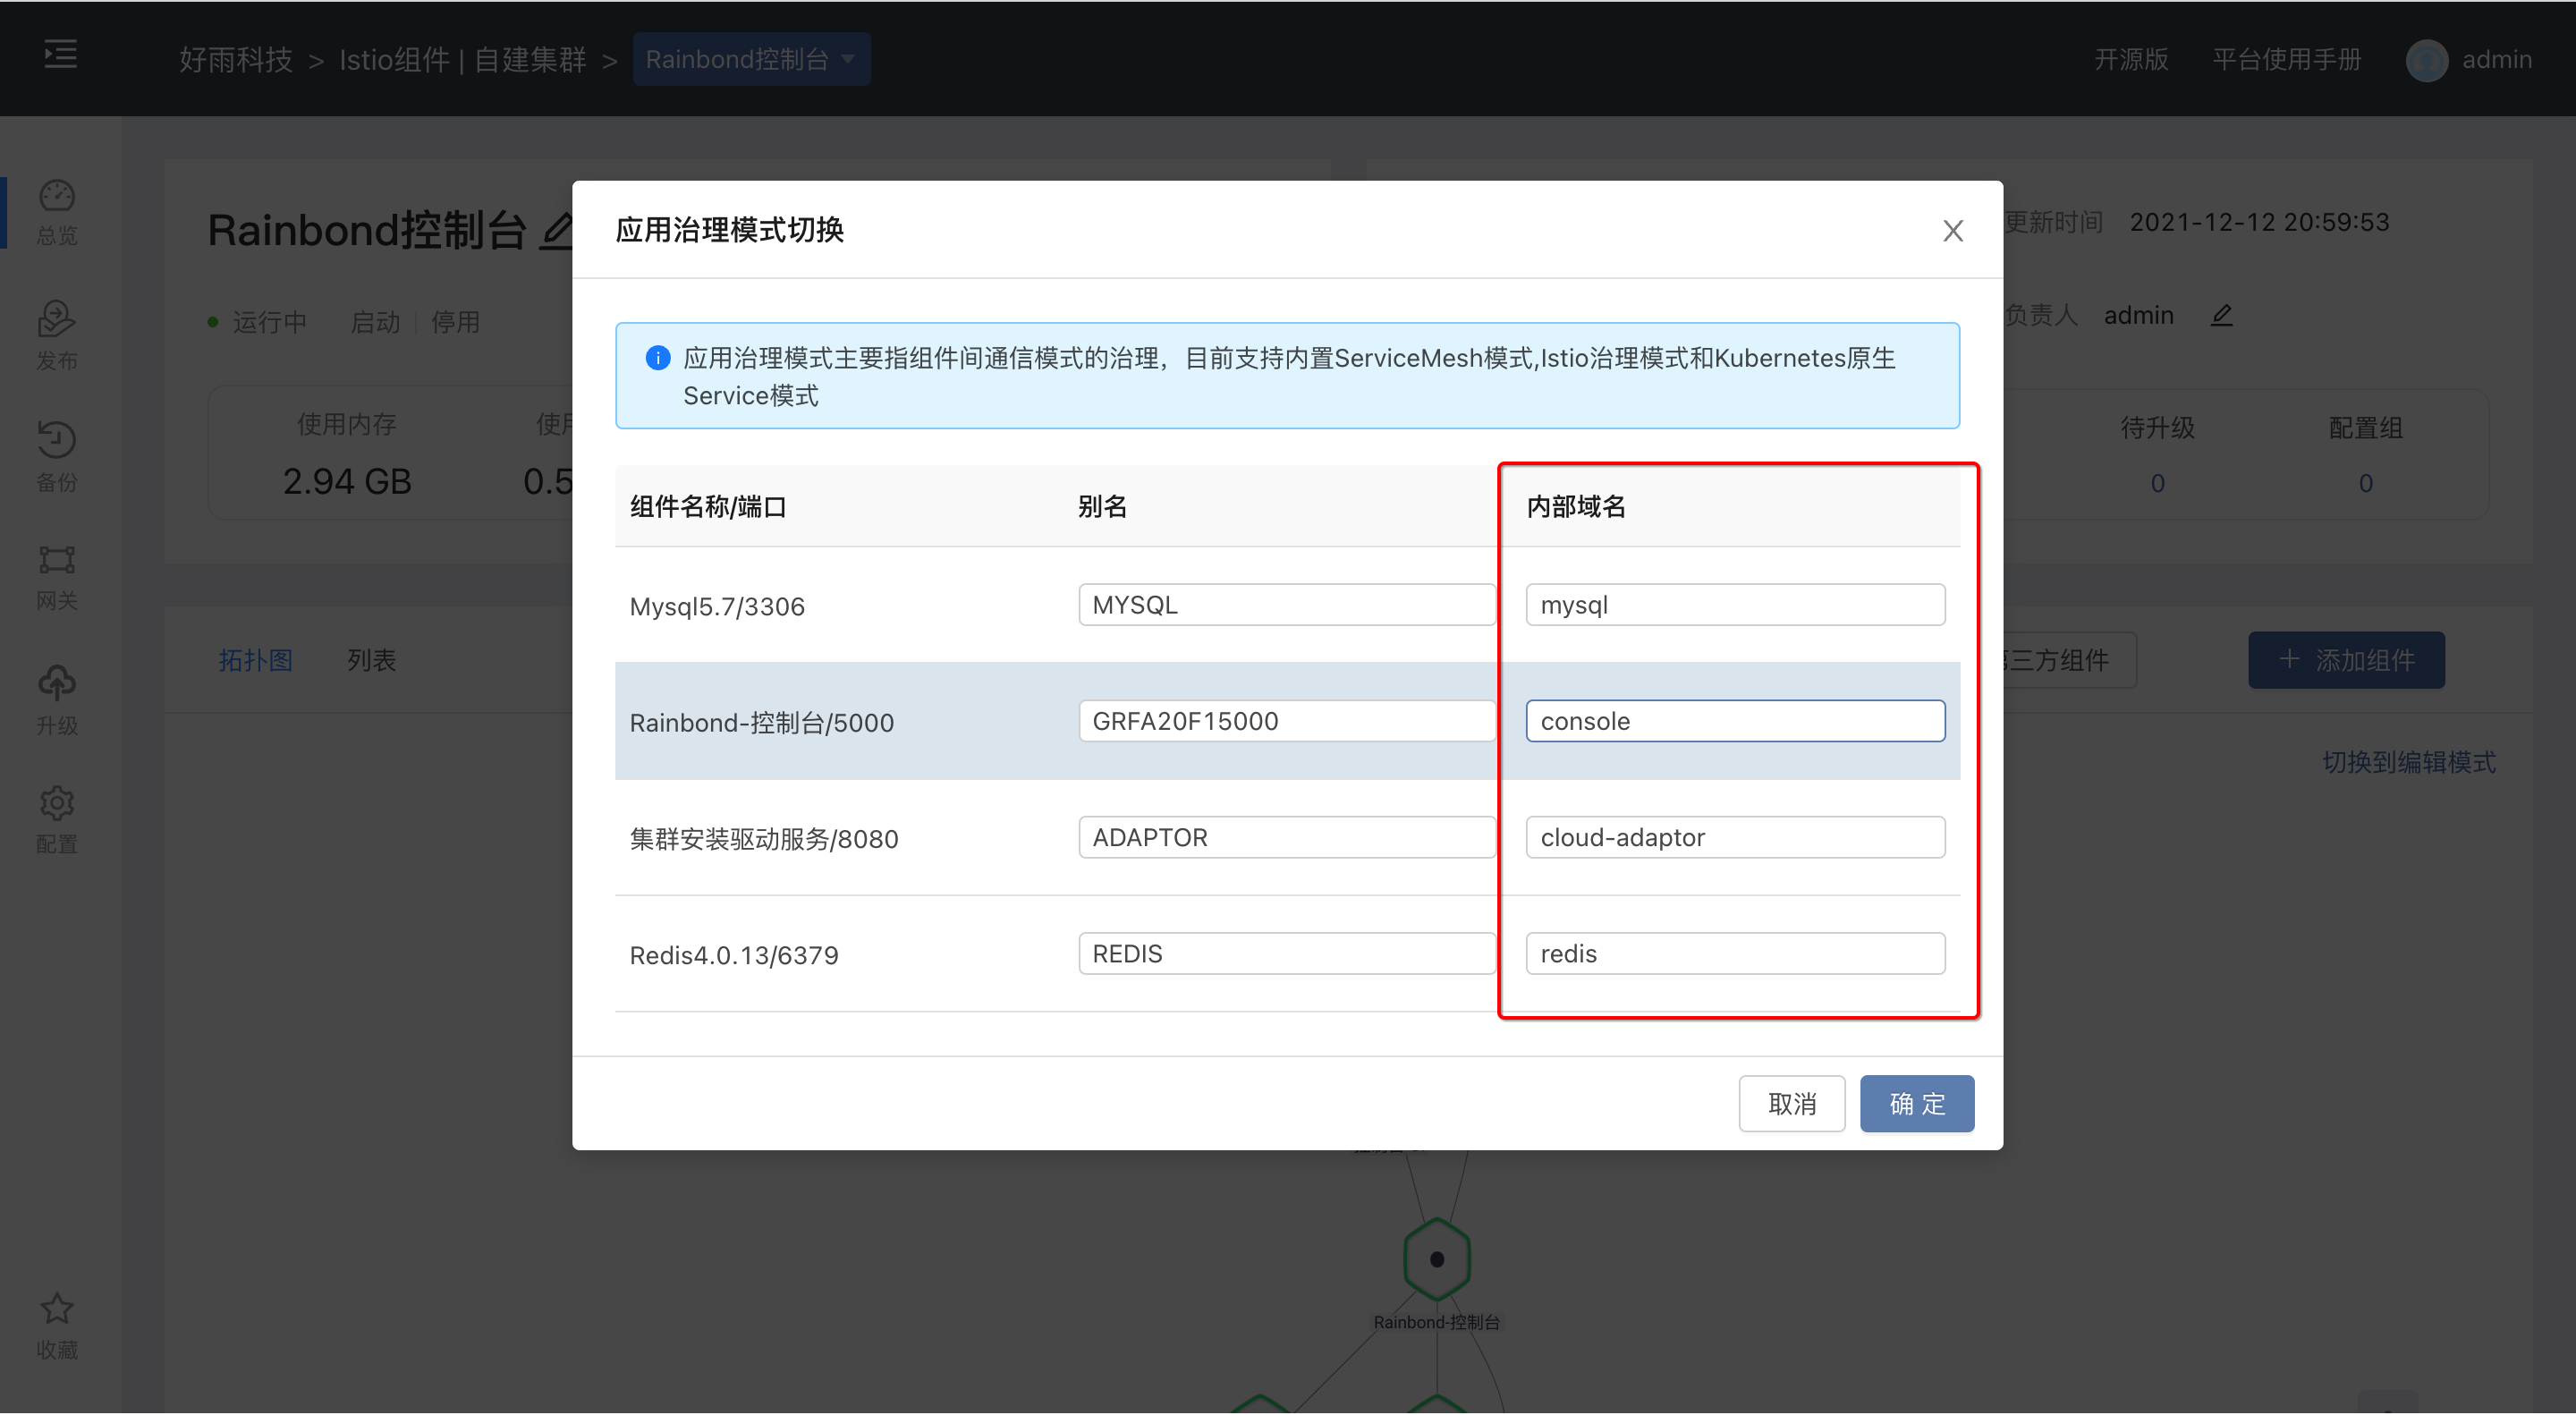 好雨科技 > Istio组件 | 自建集群 > Rainbond控制台
开源版 平台使用手册 admin
总览
发布
备份
网关
升级
配置
收藏
Rainbond控制台
运行中 启动 停用
使用内存
2.94 GB
0.5
更新时间 2021-12-12 20:59:53
负责人 admin
待升级 配置组
0 0
拓扑图 列表
三方组件
添加组件
切换到编辑模式
应用治理模式切换
应用治理模式主要指组件间通信模式的治理，目前支持内置ServiceMesh模式,Istio治理模式和Kubernetes原生
Service模式
组件名称/端口 别名 内部域名
Mysql5.7/3306 MYSQL mysql
Rainbond-控制台/5000 GRFA20F15000 console
集群安装驱动服务/8080 ADAPTOR cloud-adaptor
Redis4.0.13/6379 REDIS redis
取消 确 定
Rainbond-控制台